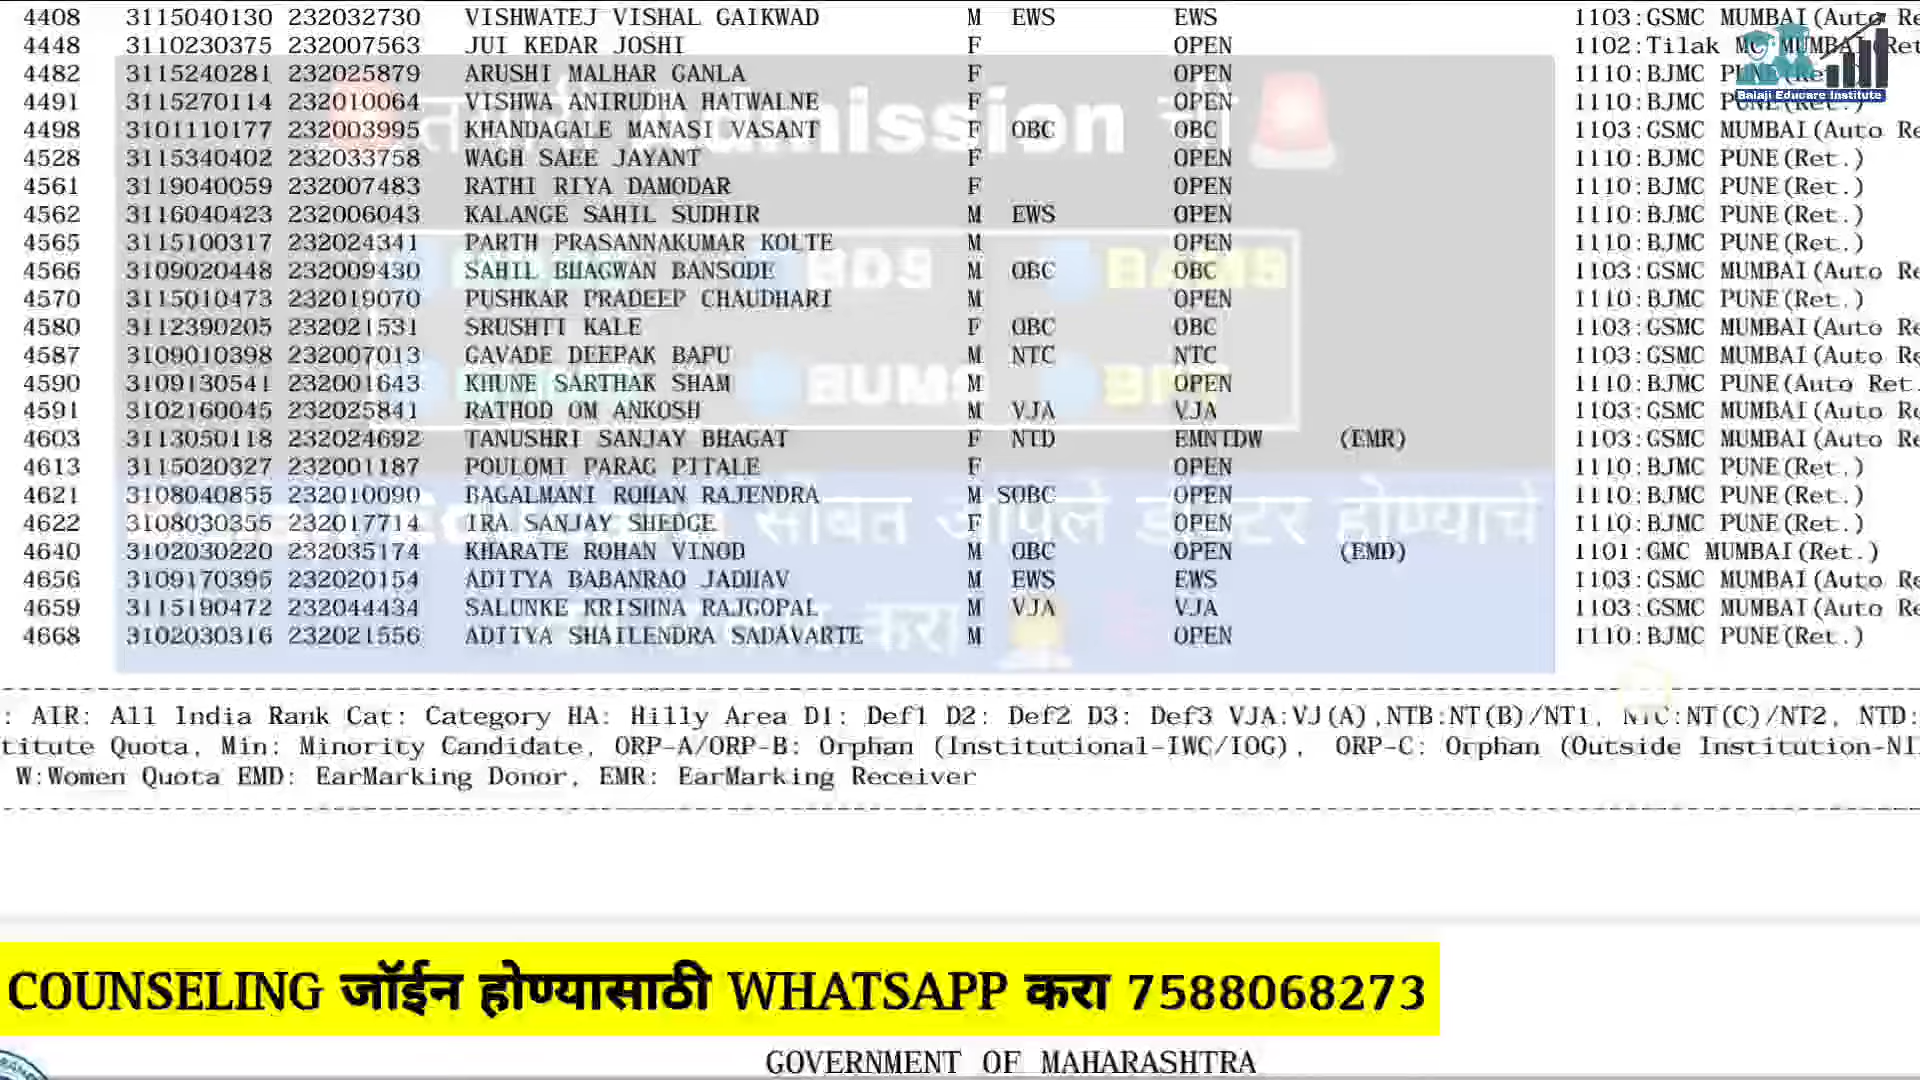 4408 3115040130 232032730 VISHWATEJ VISHAL GAIKWAD M EWS EWS 1103:GSMC MUMBAI(Auto Re
4448 3110230375 232007563 JUI KEDAR JOSHI F OPEN 1102:Tilak MC MUMBAI(Ret
4482 3115240281 232025879 ARUSHI MALHAR GANLA F OPEN 1110:BJMC PUNE(Ret.)
4491 3115270114 232010064 VISHWA ANIRUDHA HATWALNE F OPEN 1110:BJMC PUNE(Ret.)
Balaji Educare Institute
4498 3101110177 232003995 KHANDAGALE MANASI VASANT F OBC OBC 1103:GSMC MUMBAI(Auto Re
Admission
4528 3115340402 232033758 WAGH SAEE JAYANT F OPEN 1110:BJMC PUNE(Ret.)
4561 3119040059 232007483 RATHI RIYA DAMODAR F OPEN 1110:BJMC PUNE(Ret.)
4562 3116040423 232006043 KALANGE SAHIL SUDHIR M EWS OPEN 1110:BJMC PUNE(Ret.)
4565 3115100317 232024341 PARTH PRASANNAKUMAR KOLTE M OPEN 1110:BJMC PUNE(Ret.)
4566 3109020448 232009430 SAHIL BHAGWAN BANSODE M OBC OBC 1103:GSMC MUMBAI(Auto Re
BDS BAMS
4570 3115010473 232019070 PUSHKAR PRADEEP CHAUDHARI M OPEN 1110:BJMC PUNE(Ret.)
4580 3112390205 232021531 SRUSHTI KALE F OBC OBC 1103:GSMC MUMBAI(Auto Re
4587 3109010398 232007013 GAVADE DEEPAK BAPU M NTC NTC 1103:GSMC MUMBAI(Auto Re
4590 3109130541 232001643 KHUNE SARTHAK SHAM M OPEN 1110:BJMC PUNE(Auto Ret.
BUMS BPT
4591 3102160045 232025841 RATHOD OM ANKOSH M VJA VJA 1103:GSMC MUMBAI(Auto Re
4603 3113050118 232024692 TANUSHRI SANJAY BHAGAT F NTD EMNTDW (EMR) 1103:GSMC MUMBAI(Auto Re
4613 3115020327 232001187 POULOMI PARAG PITALE F OPEN 1110:BJMC PUNE(Ret.)
4621 3108040855 232010090 BAGALMANI ROHAN RAJENDRA M SOBC OPEN 1110:BJMC PUNE(Ret.)
4622 3108030355 232017714 IRA SANJAY SHEDGE F OPEN 1110:BJMC PUNE(Ret.)
सोबत आपले डॉक्टर होण्याचे
4640 3102030220 232035174 KHARATE ROHAN VINOD M OBC OPEN (EMD) 1101:GMC MUMBAI(Ret.)
4656 3109170395 232020154 ADITYA BABANRAO JADHAV M EWS EWS 1103:GSMC MUMBAI(Auto Re
4659 3115190472 232044434 SALUNKE KRISHNA RAJGOPAL M VJA VJA 1103:GSMC MUMBAI(Auto Re
करा
4668 3102030316 232021556 ADITYA SHAILENDRA SADAVARTE M OPEN 1110:BJMC PUNE(Ret.)
: AIR: All India Rank Cat: Category HA: Hilly Area D1: Def1 D2: Def2 D3: Def3 VJA:VJ(A),NTB:NT(B)/NT1, NTC:NT(C)/NT2, NTD:
titute Quota, Min: Minority Candidate, ORP-A/ORP-B: Orphan (Institutional-IWC/IOG), ORP-C: Orphan (Outside Institution-NI
W:Women Quota EMD: EarMarking Donor, EMR: EarMarking Receiver
COUNSELING जॉईन होण्यासाठी WHATSAPP करा 7588068273
GOVERNMENT OF MAHARASHTRA